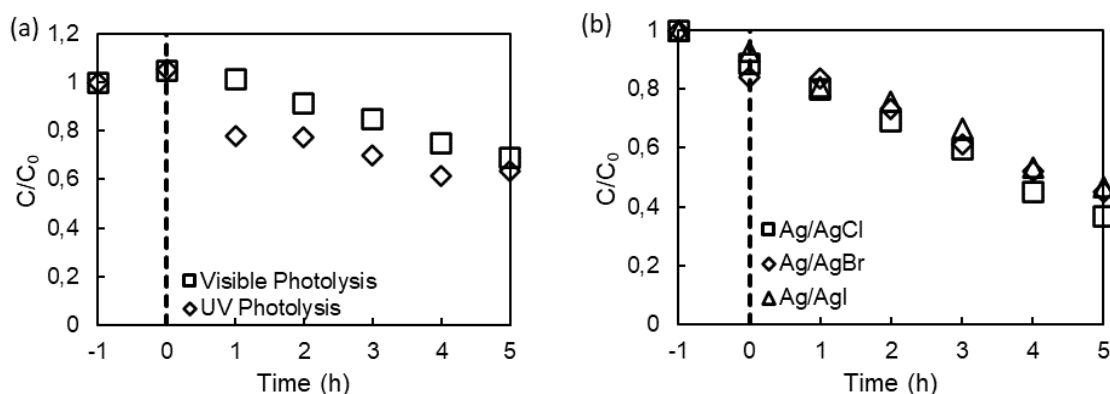 (a)
1,2
1
0,8
0,6
0,4
0,2
0
C/C0
Visible Photolysis
UV Photolysis
-1 0 1 2 3 4 5
Time (h)
(b)
1
0,8
0,6
0,4
0,2
0
C/C0
Ag/AgCl
Ag/AgBr
Ag/AgI
-1 0 1 2 3 4 5
Time (h)